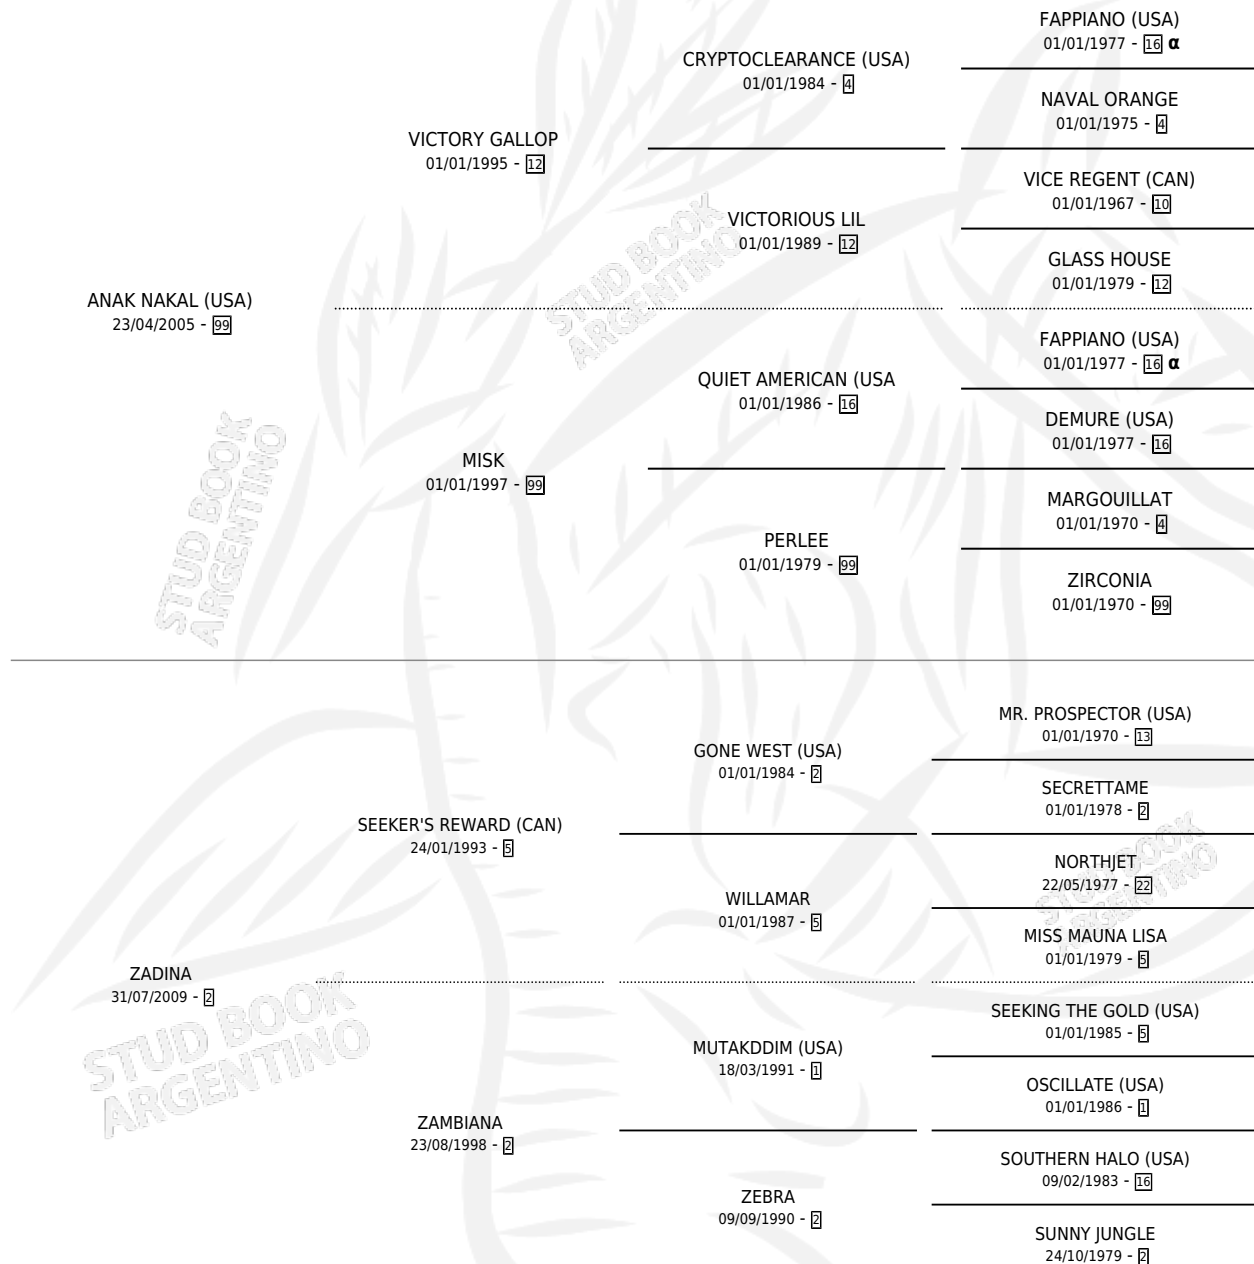 FAPPIANO (USA)
01/01/1977 - 16 α
CRYPTOCLEARANCE (USA)
01/01/1984 - 4
NAVAL ORANGE
01/01/1975 - 4
VICTORY GALLOP
01/01/1995 - 12
VICE REGENT (CAN)
01/01/1967 - 10
VICTORIOUS LIL
01/01/1989 - 12
GLASS HOUSE
01/01/1979 - 12
ANAK NAKAL (USA)
23/04/2005 - 99
FAPPIANO (USA)
01/01/1977 - 16 α
QUIET AMERICAN (USA
01/01/1986 - 16
DEMURE (USA)
01/01/1977 - 16
MISK
01/01/1997 - 99
MARGOUILLAT
01/01/1970 - 4
PERLEE
01/01/1979 - 99
ZIRCONIA
01/01/1970 - 99
MR. PROSPECTOR (USA)
01/01/1970 - 13
GONE WEST (USA)
01/01/1984 - 2
SECRETTAME
01/01/1978 - 2
SEEKER'S REWARD (CAN)
24/01/1993 - 5
NORTHJET
22/05/1977 - 22
WILLAMAR
01/01/1987 - 5
MISS MAUNA LISA
01/01/1979 - 5
ZADINA
31/07/2009 - 2
SEEKING THE GOLD (USA)
01/01/1985 - 5
MUTAKDDIM (USA)
18/03/1991 - 1
OSCILLATE (USA)
01/01/1986 - 1
ZAMBIANA
23/08/1998 - 2
SOUTHERN HALO (USA)
09/02/1983 - 16
ZEBRA
09/09/1990 - 2
SUNNY JUNGLE
24/10/1979 - 2
STUD BOOK
ARGENTINO
STUD BOOK
ARGENTINO
STUD BOOK
ARGENTINO
STUD BOOK
ARGENTINO